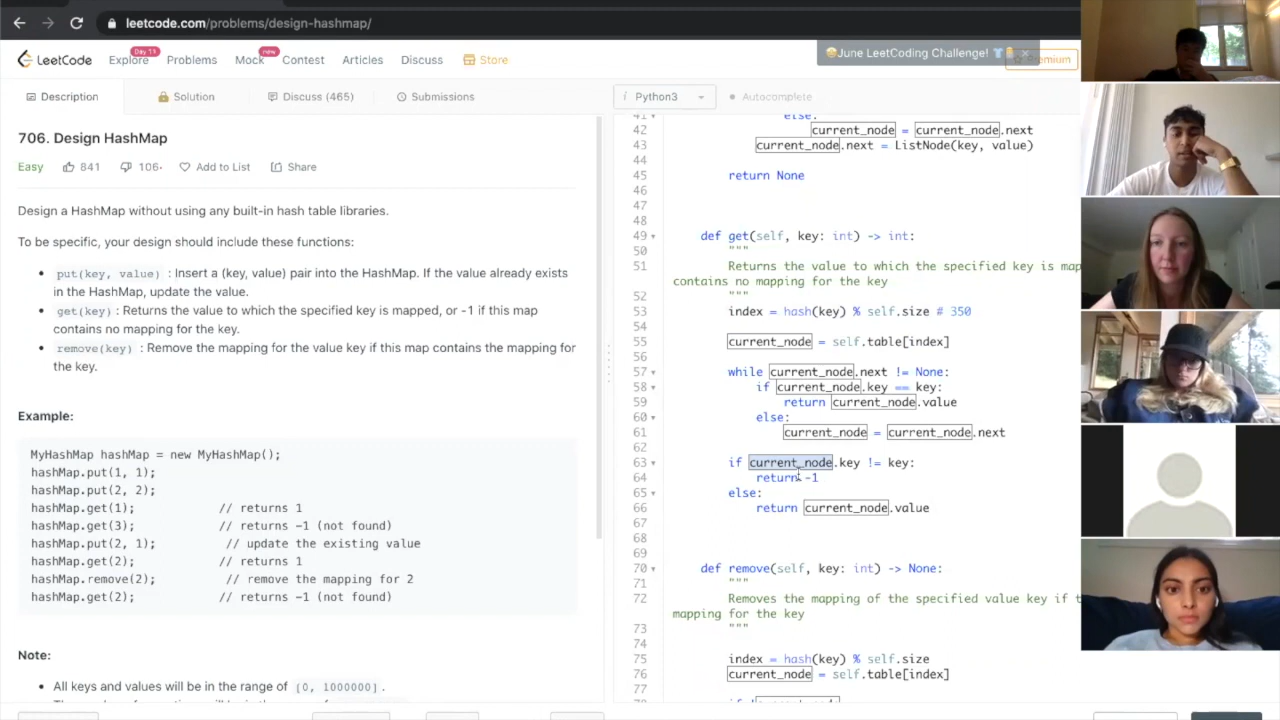 leetcode.com/problems/design-hashmap/
LeetCode
Explore
Day 11
Problems
Mock
new
Contest
Articles
Discuss
Store
😀June LeetCoding Challenge!
Premium
Description
Solution
Discuss (465)
Submissions
i Python3
Autocomplete
706. Design HashMap
Easy
841
106
Add to List
Share
Design a HashMap without using any built-in hash table libraries.
To be specific, your design should include these functions:
• put(key, value) : Insert a (key, value) pair into the HashMap. If the value already exists
in the HashMap, update the value.
• get(key): Returns the value to which the specified key is mapped, or -1 if this map
contains no mapping for the key.
• remove(key) : Remove the mapping for the value key if this map contains the mapping for
the key.
Example:
MyHashMap hashMap = new MyHashMap();
hashMap.put(1, 1);
hashMap.put(2, 2);
hashMap.get(1); // returns 1
hashMap.get(3); // returns -1 (not found)
hashMap.put(2, 1); // update the existing value
hashMap.get(2); // returns 1
hashMap.remove(2); // remove the mapping for 2
hashMap.get(2); // returns -1 (not found)
Note:
• All keys and values will be in the range of [0, 1000000].
41 else:
42 current_node = current_node.next
43 current_node.next = ListNode(key, value)
44
45 return None
46
47
48
49 def get(self, key: int) -> int:
50 """
51 Returns the value to which the specified key is
contains no mapping for the key
52 """
53 index = hash(key) % self.size # 350
54
55 current_node = self.table[index]
56
57 while current_node.next != None:
58 if current_node.key == key:
59 return current_node.value
60 else:
61 current_node = current_node.next
62
63 if current_node.key != key:
64 return -1
65 else:
66 return current_node.value
67
68
69
70 def remove(self, key: int) -> None:
71 """
72 Removes the mapping of the specified value key if
mapping for the key
73 """
74
75 index = hash(key) % self.size
76 current_node = self.table[index]
77